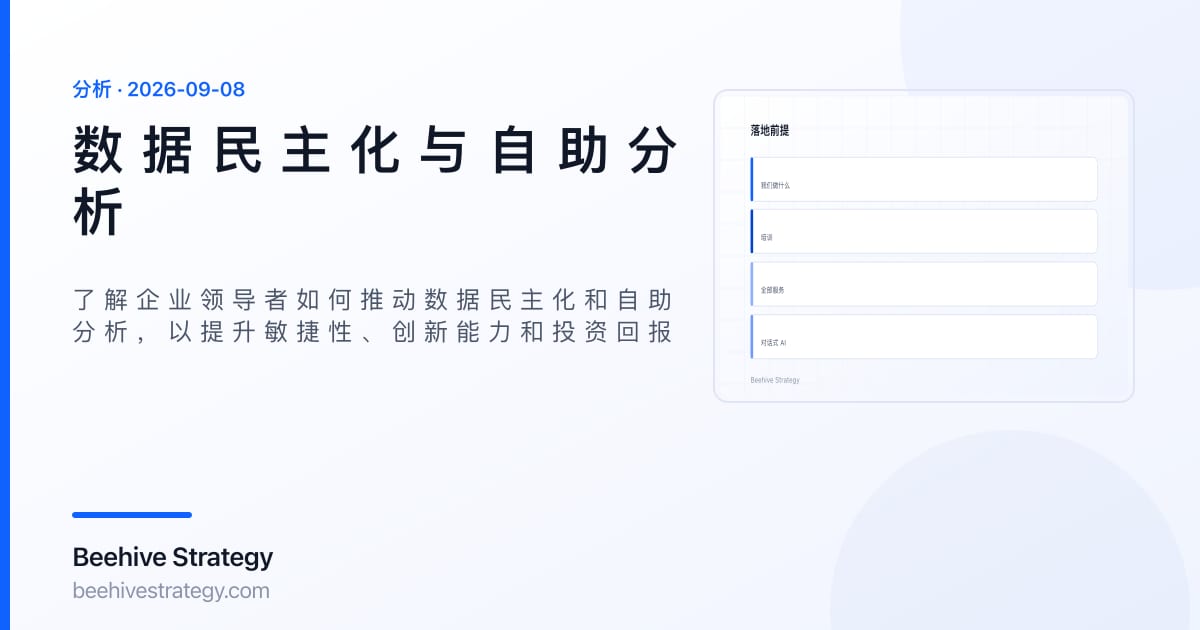 分析 · 2026-09-08
数据民主化与自助分
析
了解企业领导者如何推动数据民主化和自助
分析，以提升敏捷性、创新能力和投资回报
Beehive Strategy
beehivestrategy.com
落地前提
我们做什么
培训
全部服务
对话式 AI
Beehive Strategy